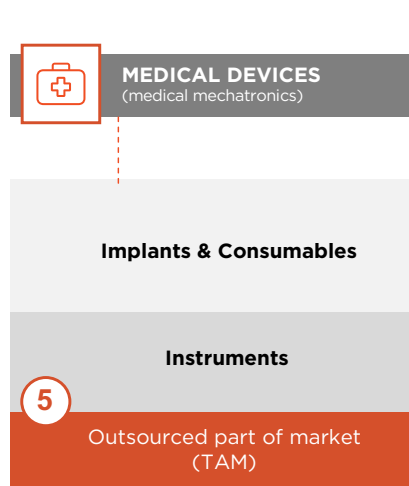 MEDICAL DEVICES
(medical mechatronics)
Implants & Consumables
Instruments
5
Outsourced part of market
(TAM)